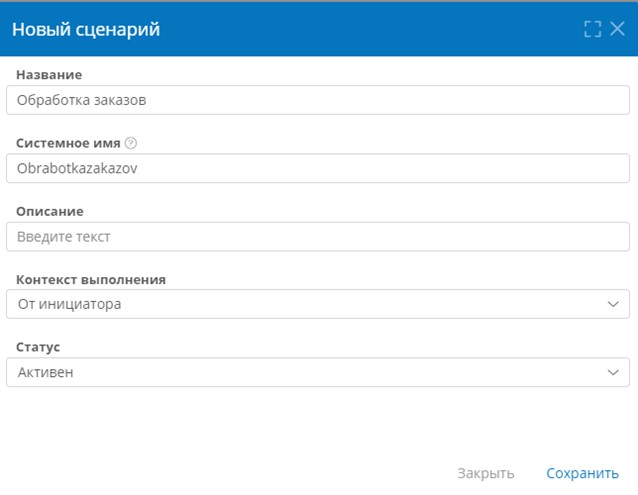 Новый сценарий
Название
Обработка заказов
Системное имя
Obrabotkazakazov
Описание
Введите текст
Контекст выполнения
От инициатора
Статус
Активен
Закрыть Сохранить